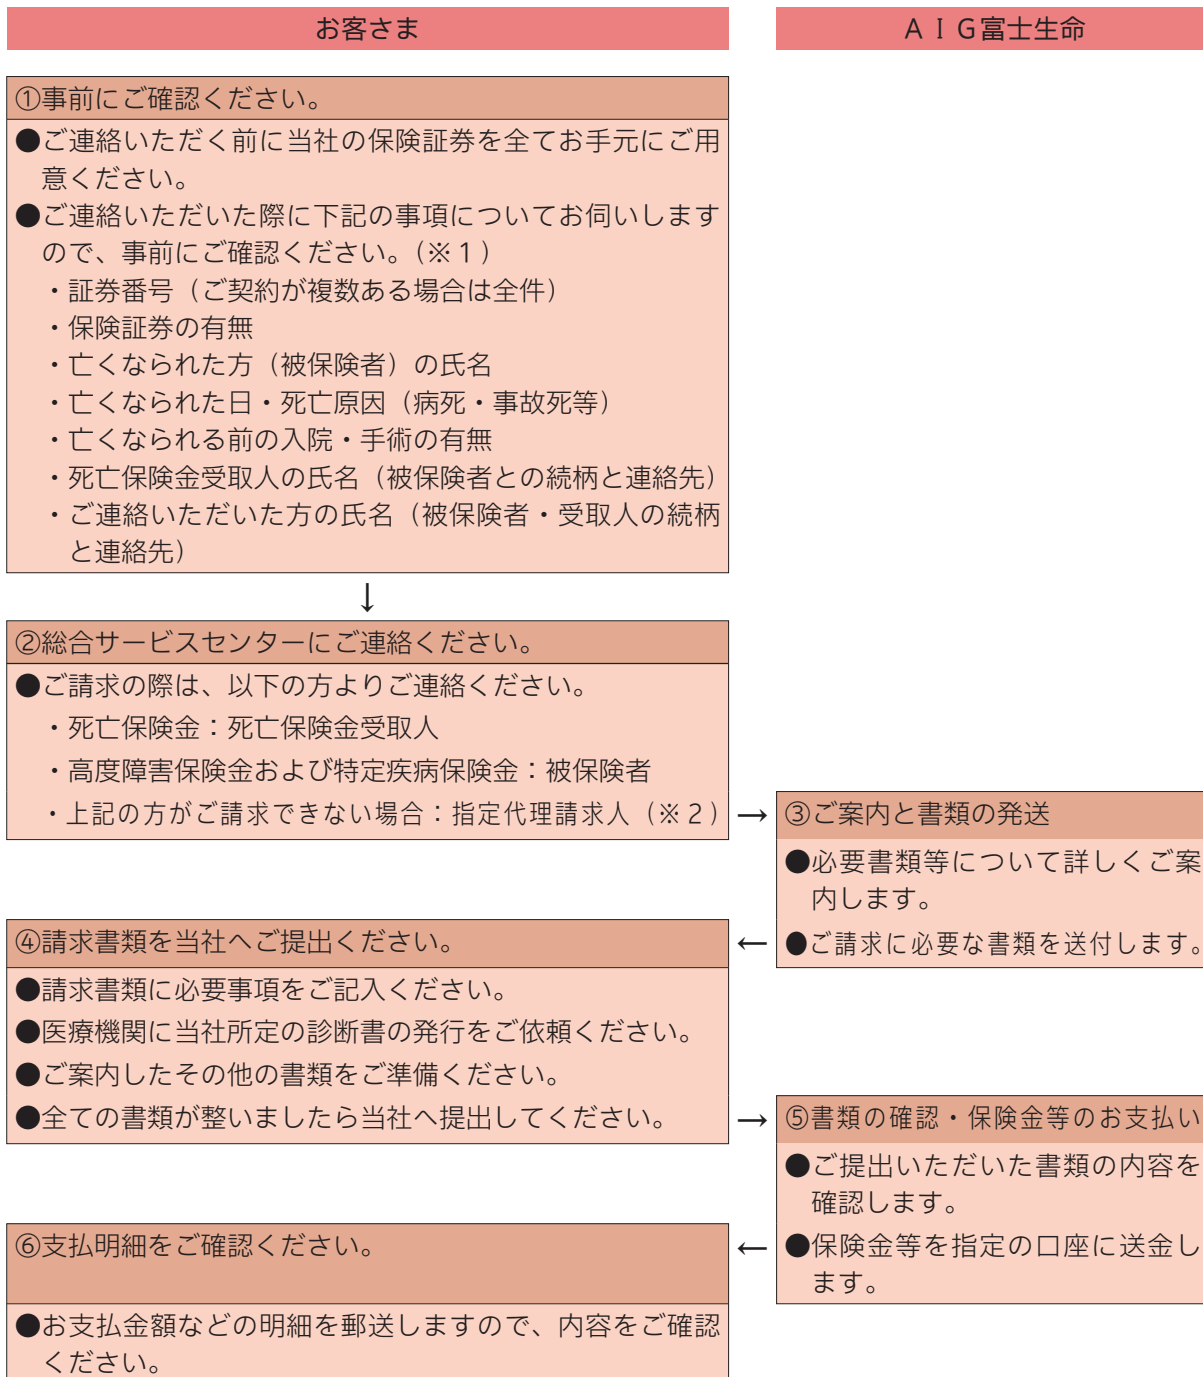 お客さま
ＡＩＧ富士生命
①事前にご確認ください。
●ご連絡いただく前に当社の保険証券を全てお手元にご用
意ください。
●ご連絡いただいた際に下記の事項についてお伺いします
ので、事前にご確認ください。（※１）
・証券番号（ご契約が複数ある場合は全件）
・保険証券の有無
・亡くなられた方（被保険者）の氏名
・亡くなられた日・死亡原因（病死・事故死等）
・亡くなられる前の入院・手術の有無
・死亡保険金受取人の氏名（被保険者との続柄と連絡先）
・ご連絡いただいた方の氏名（被保険者・受取人の続柄
と連絡先）
↓
②総合サービスセンターにご連絡ください。
●ご請求の際は、以下の方よりご連絡ください。
・死亡保険金：死亡保険金受取人
・高度障害保険金および特定疾病保険金：被保険者
・上記の方がご請求できない場合：指定代理請求人（※２）
→
③ご案内と書類の発送
●必要書類等について詳しくご案
内します。
●ご請求に必要な書類を送付します。
←
④請求書類を当社へご提出ください。
●請求書類に必要事項をご記入ください。
●医療機関に当社所定の診断書の発行をご依頼ください。
●ご案内したその他の書類をご準備ください。
●全ての書類が整いましたら当社へ提出してください。
→
⑤書類の確認・保険金等のお支払い
●ご提出いただいた書類の内容を
確認します。
●保険金等を指定の口座に送金し
ます。
←
⑥支払明細をご確認ください。
●お支払金額などの明細を郵送しますので、内容をご確認
ください。